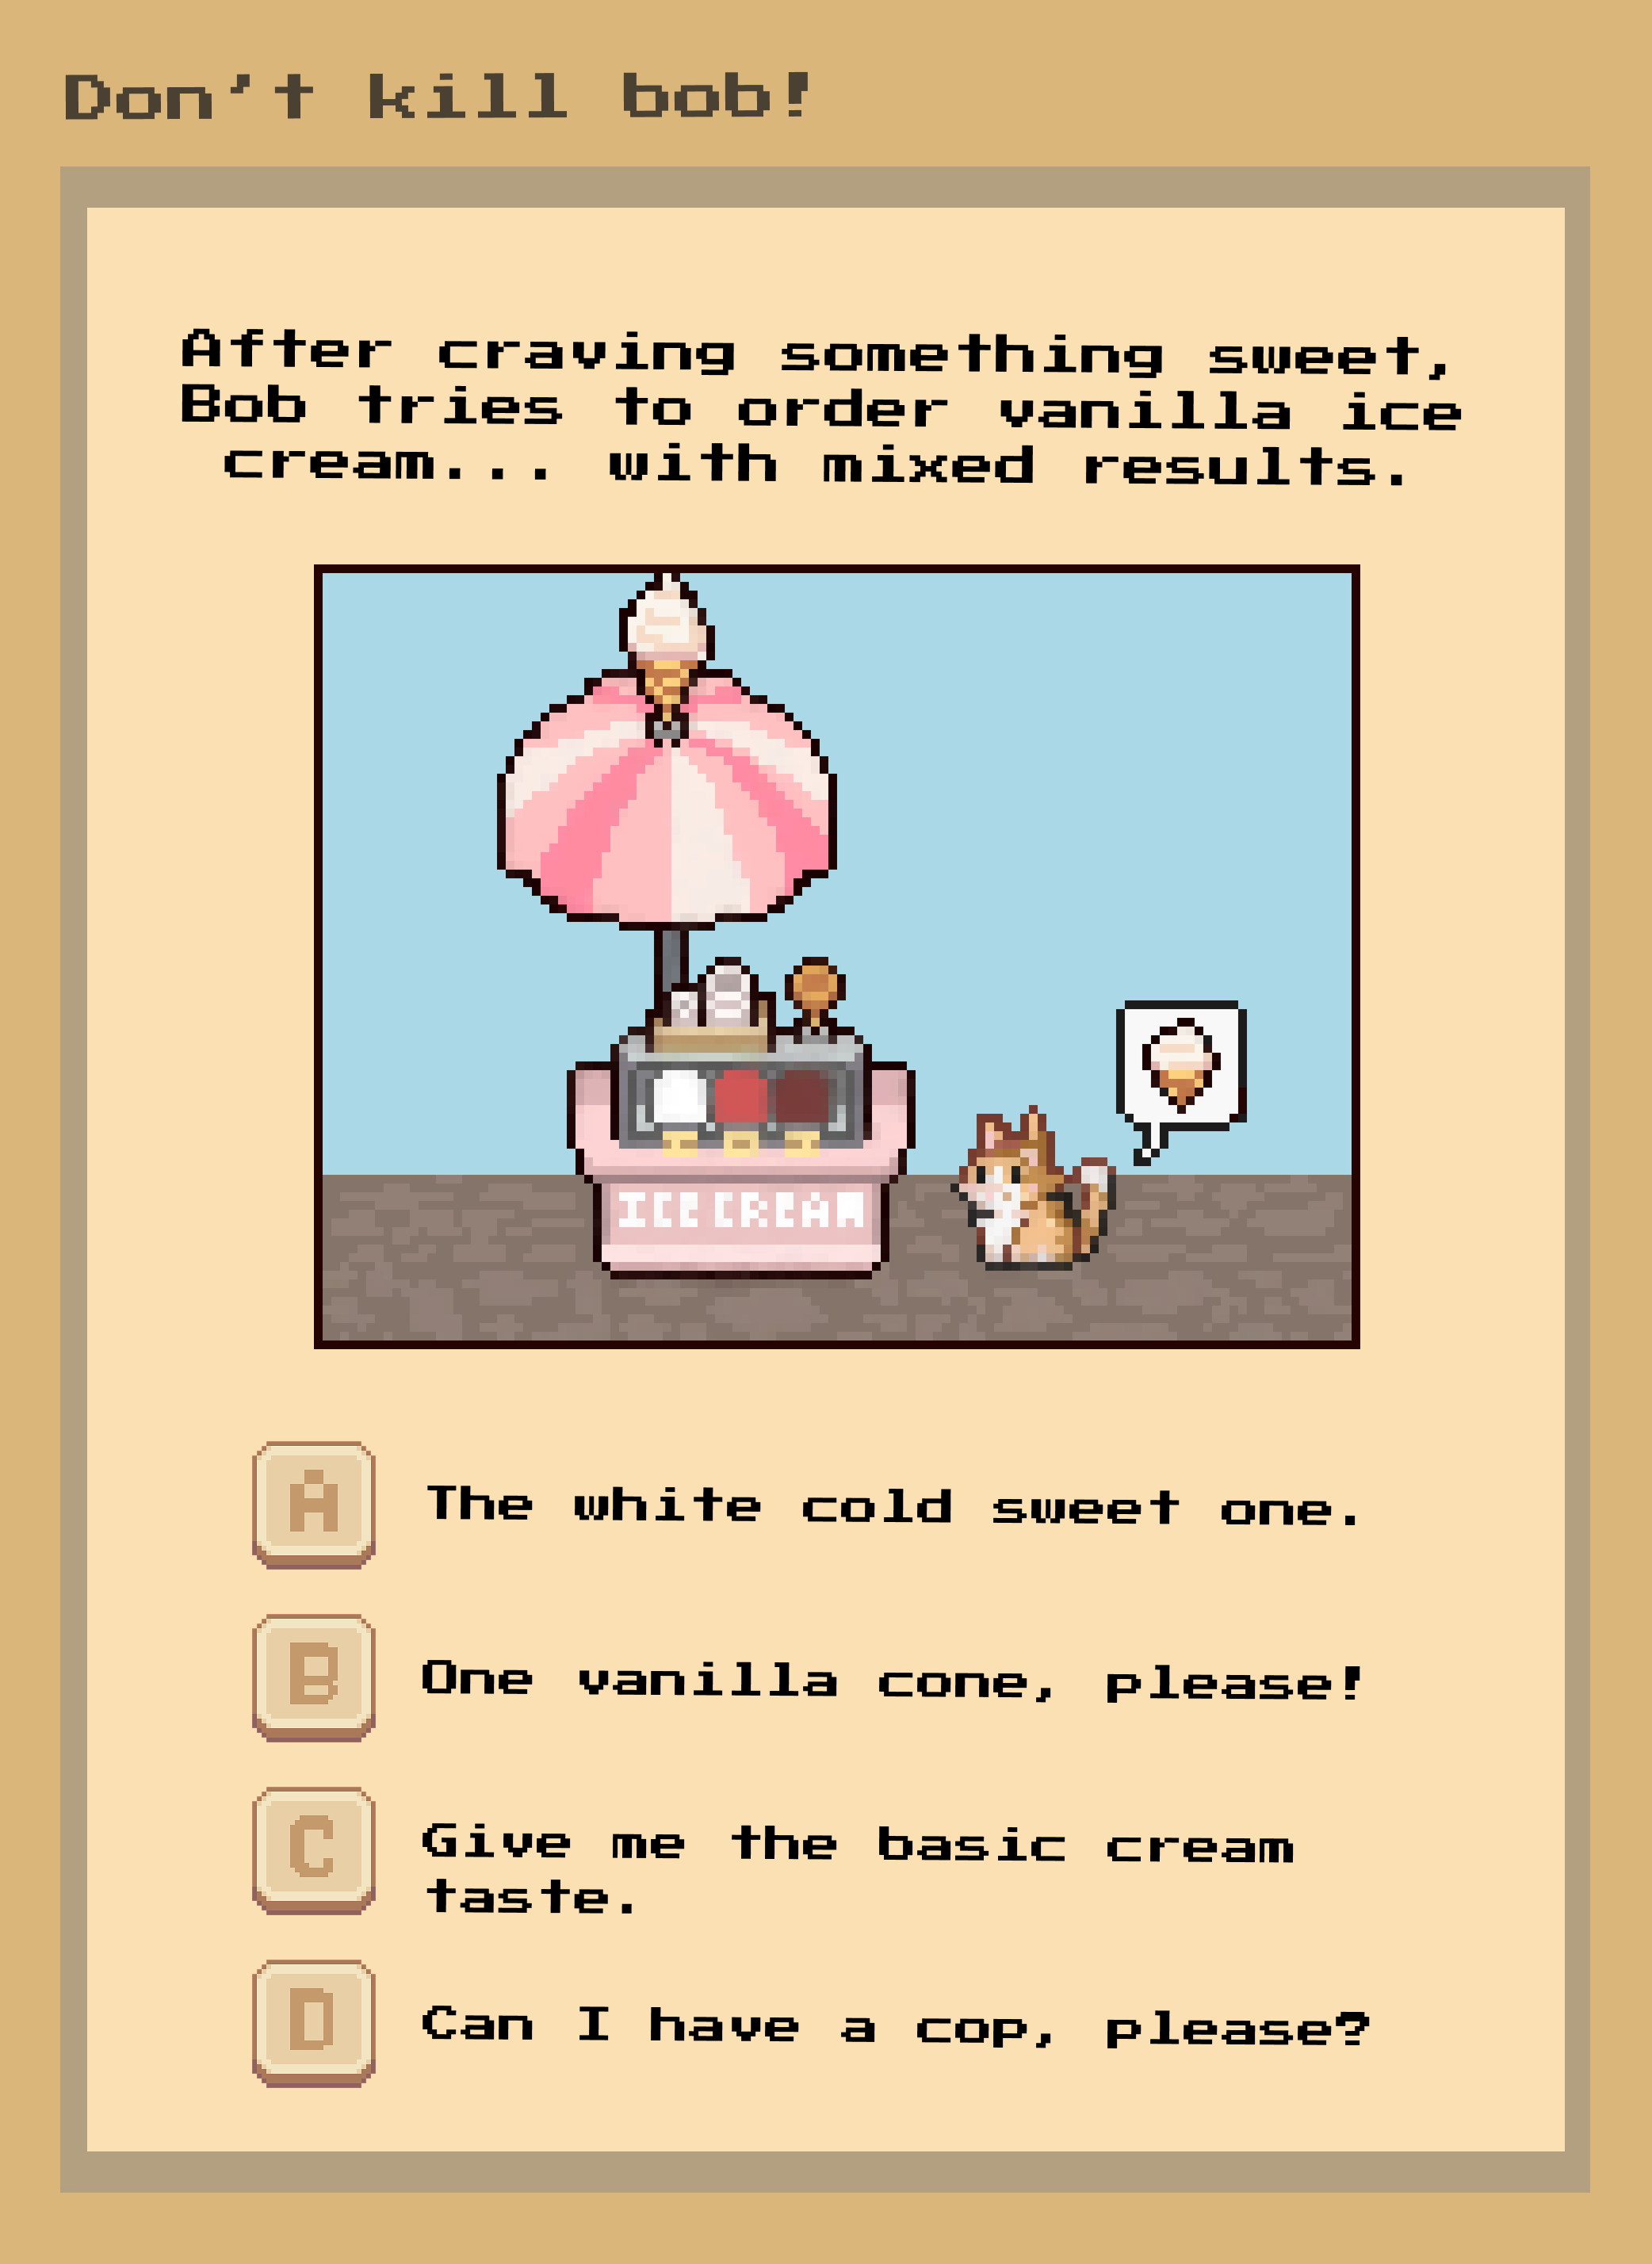 Don't kill bob!
After craving something sweet,
Bob tries to order vanilla ice
cream... with mixed results.
ICE CREAM
A
The white cold sweet one.
B
One vanilla cone, please!
C
Give me the basic cream
taste.
D
Can I have a cop, please?